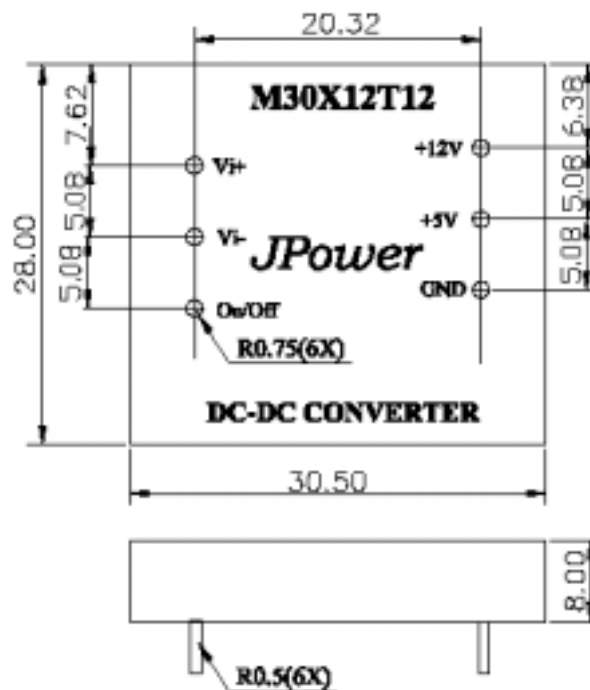 20.32
M30X12T12
7.62
6.38
Vi+
+12V
5.08
5.08
Vi-
+5V
JPower
28.00
5.08
5.08
On/Off
GND
R0.75(6X)
DC-DC CONVERTER
30.50
8.00
R0.5(6X)